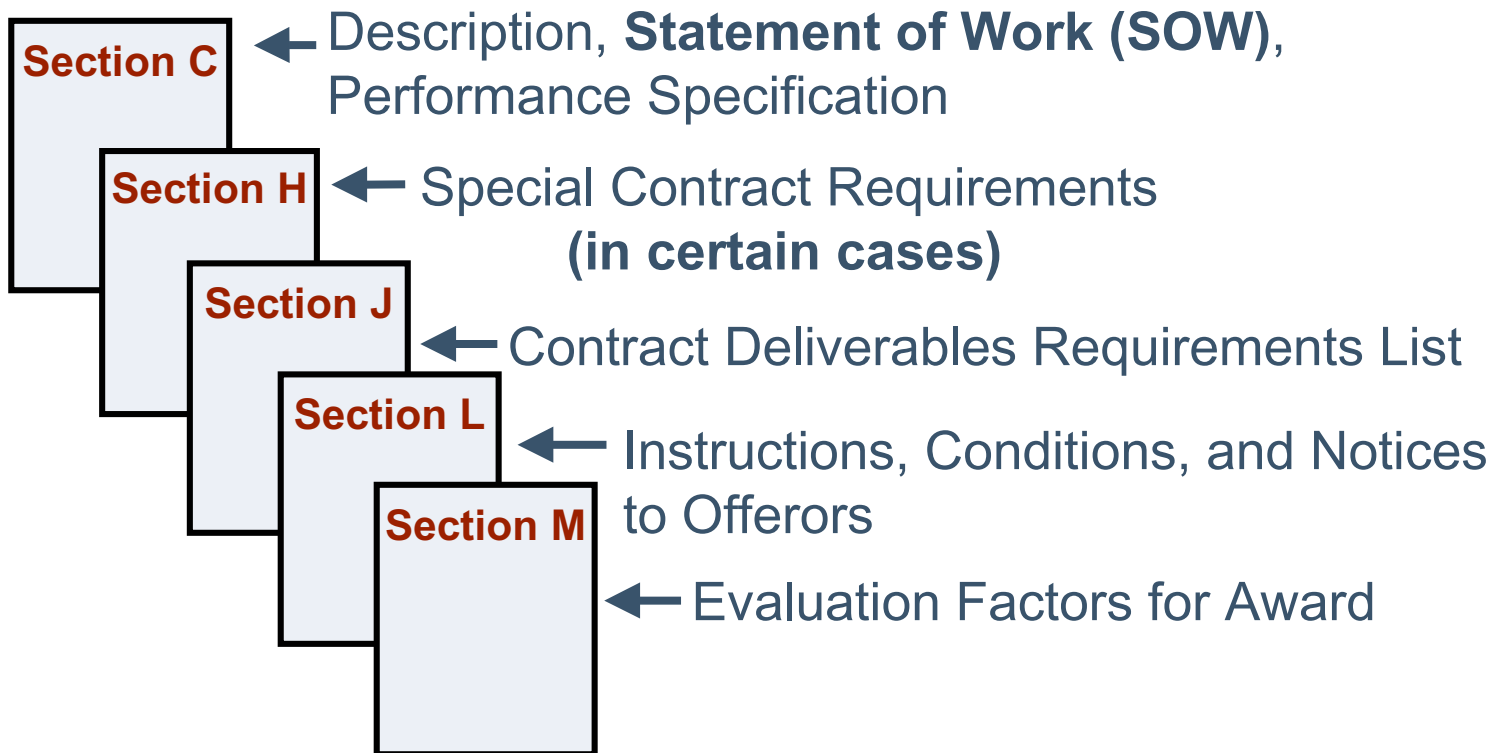 Section C
Description, Statement of Work (SOW),
Performance Specification
Section H
Special Contract Requirements
(in certain cases)
Section J
Contract Deliverables Requirements List
Section L
Instructions, Conditions, and Notices
to Offerors
Section M
Evaluation Factors for Award